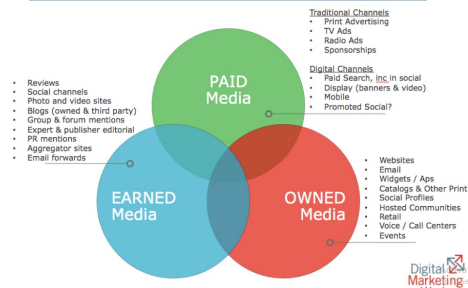 Traditional Channels
• Print Advertising
• TV Ads
• Radio Ads
• Sponsorships
Digital Channels
• Paid Search, inc in social
• Display (banners & video)
• Mobile
• Promoted Social?
PAID
Media
• Reviews
• Social channels
• Photo and video sites
• Blogs (owned & third party)
• Group & forum mentions
• Expert & publisher editorial
• PR mentions
• Aggregator sites
• Email forwards
EARNED
Media
OWNED
Media
• Websites
• Email
• Widgets / Aps
• Catalogs & Other Print
• Social Profiles
• Hosted Communities
• Retail
• Voice / Call Centers
• Events
Digital
Marketing